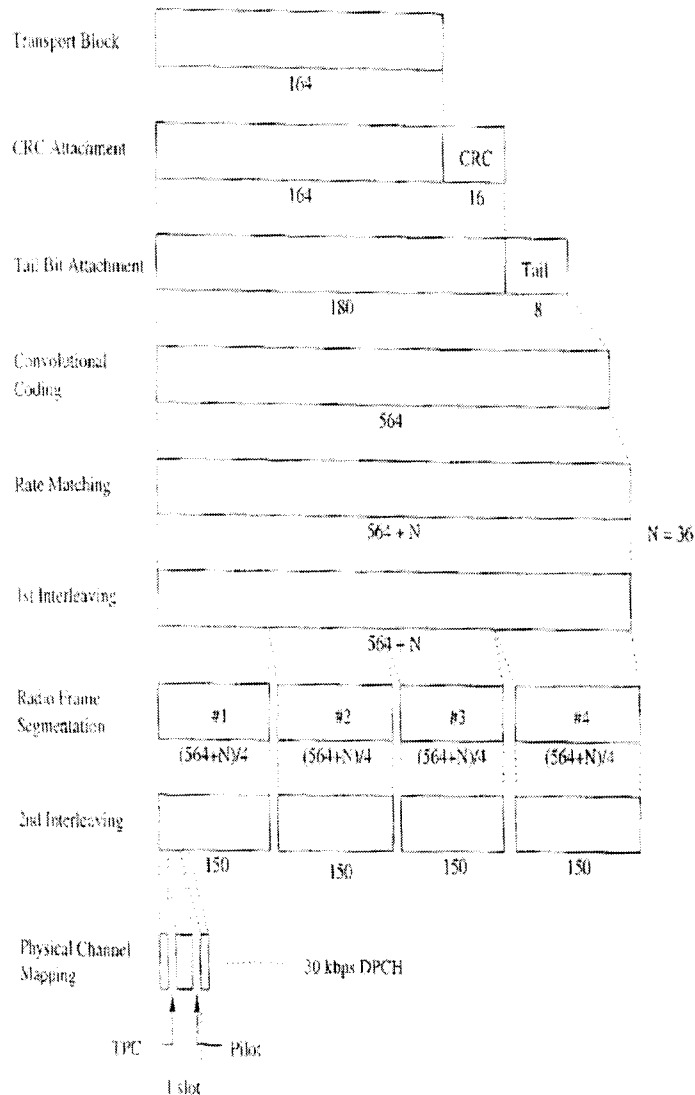 Transport Block
164
CRC Attachment
CRC
164
16
Tail Bit Attachment
Tail
180
8
Convolutional
Coding
564
Rate Matching
564 + N
N = 36
1st Interleaving
564 − N
Radio Frame
Segmentation
#1
#2
#3
#4
(564+N)/4
(564+N)/4
(564+N)/4
(564+N)/4
2nd Interleaving
150
150
150
150
Physical Channel
Mapping
30 kbps DPCH
TPC
Pilot
1 slot